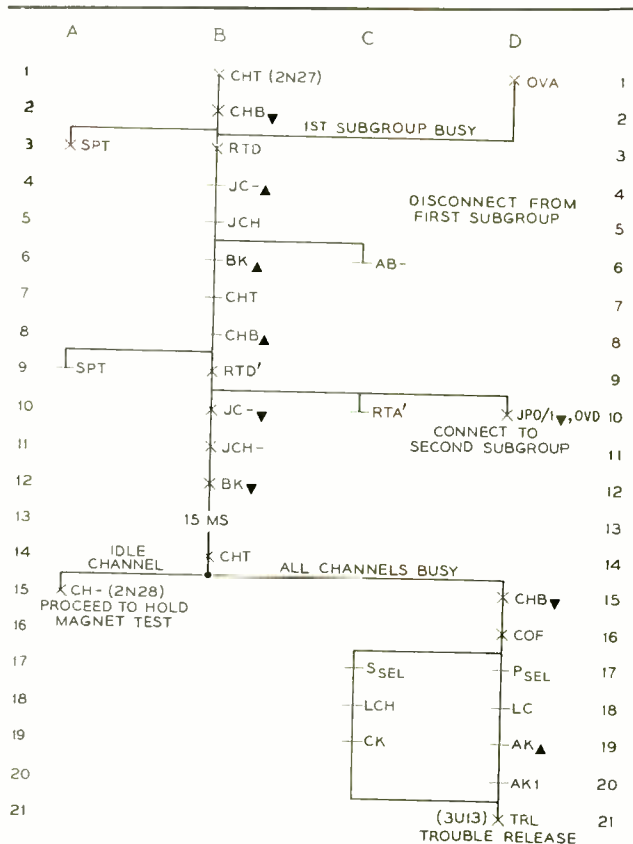 A B C D
1 CHT (2N27) OVA 1
2 CHB▼ 2
1ST SUBGROUP BUSY
3 SPT RTD 3
4 JC-▲ DISCONNECT FROM 4
5 JCH FIRST SUBGROUP 5
6 BK▲ AB- 6
7 CHT 7
8 CHB▲ 8
9 SPT RTD' 9
10 JC-▼ RTA' JPO/1▼,OVD 10
CONNECT TO
11 JCH- SECOND SUBGROUP 11
12 BK▼ 12
13 15 MS 13
14 IDLE CHT 14
CHANNEL ALL CHANNELS BUSY
15 CH- (2N28) CHB▼ 15
PROCEED TO HOLD
16 MAGNET TEST COF 16
17 SSEL PSEL 17
18 LCH LC 18
19 CK AK▲ 19
20 AK1 20
21 (3U13) TRL 21
TROUBLE RELEASE